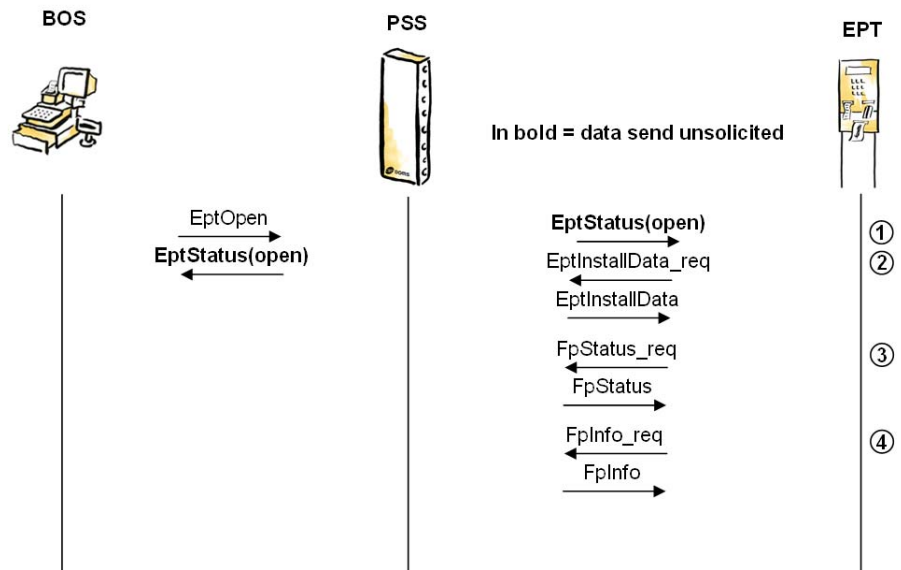 BOS
PSS
EPT
In bold = data send unsolicited
EptOpen
EptStatus(open)
EptStatus(open)
①
EptInstallData_req
②
EptInstallData
FpStatus_req
③
FpStatus
FpInfo_req
④
FpInfo